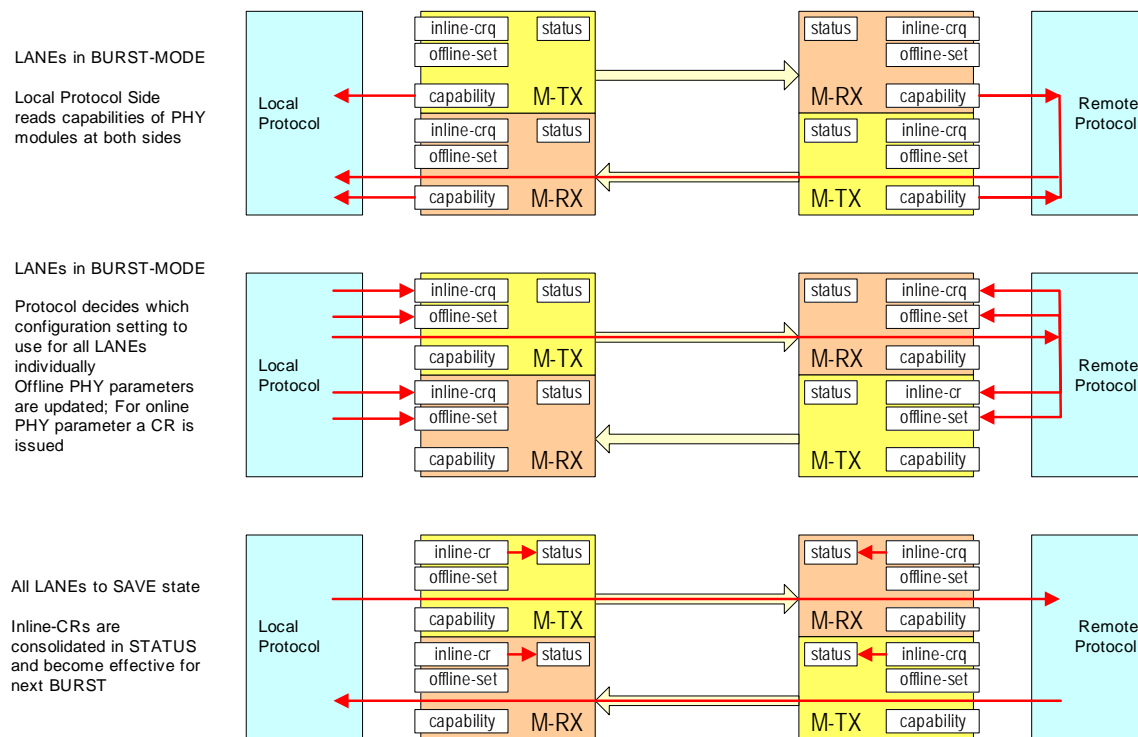 LANEs in BURST-MODE
Local Protocol Side
reads capabilities of PHY
modules at both sides
Local
Protocol
inline-crq
status
offline-set
capability
M-TX
inline-crq
status
offline-set
capability
M-RX
status
inline-crq
offline-set
M-RX
capability
status
inline-crq
offline-set
M-TX
capability
Remote
Protocol
LANEs in BURST-MODE
Protocol decides which
configuration setting to
use for all LANEs
individually
Offline PHY parameters
are updated; For online
PHY parameter a CR is
issued
Local
Protocol
inline-crq
status
offline-set
capability
M-TX
inline-crq
status
offline-set
capability
M-RX
status
inline-crq
offline-set
M-RX
capability
status
inline-cr
offline-set
M-TX
capability
Remote
Protocol
All LANEs to SAVE state
Inline-CRs are
consolidated in STATUS
and become effective for
next BURST
Local
Protocol
inline-cr
status
offline-set
capability
M-TX
inline-cr
status
offline-set
capability
M-RX
status
inline-crq
offline-set
M-RX
capability
status
inline-crq
offline-set
M-TX
capability
Remote
Protocol